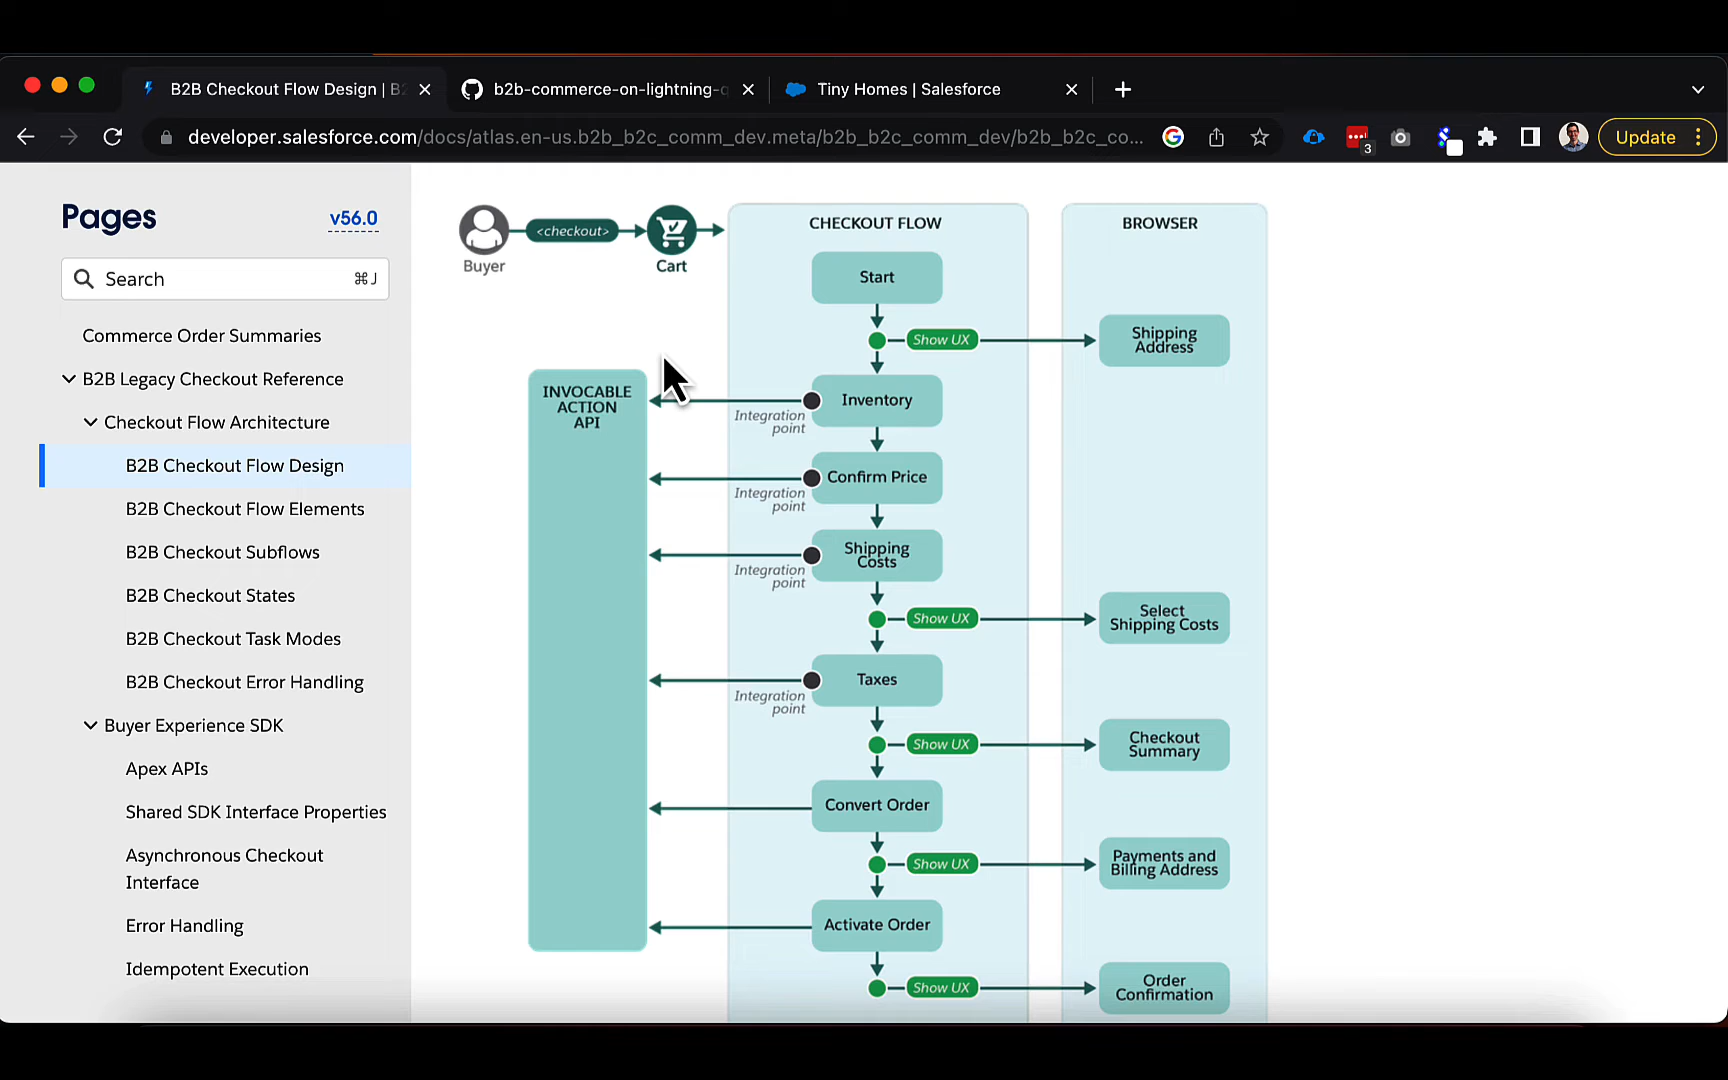 B2B Checkout Flow Design | B
b2b-commerce-on-lightning-
Tiny Homes | Salesforce
developer.salesforce.com/docs/atlas.en-us.b2b_b2c_comm_dev.meta/b2b_b2c_comm_dev/b2b_b2c_co...
3
Update
Pages
v56.0
Search
⌘J
Commerce Order Summaries
B2B Legacy Checkout Reference
Checkout Flow Architecture
B2B Checkout Flow Design
B2B Checkout Flow Elements
B2B Checkout Subflows
B2B Checkout States
B2B Checkout Task Modes
B2B Checkout Error Handling
Buyer Experience SDK
Apex APIs
Shared SDK Interface Properties
Asynchronous Checkout
Interface
Error Handling
Idempotent Execution
Buyer
<checkout>
Cart
INVOCABLE
ACTION
API
CHECKOUT FLOW
Start
Show UX
Inventory
Integration
point
Confirm Price
Integration
point
Shipping
Costs
Integration
point
Show UX
Taxes
Integration
point
Show UX
Convert Order
Show UX
Activate Order
Show UX
BROWSER
Shipping
Address
Select
Shipping Costs
Checkout
Summary
Payments and
Billing Address
Order
Confirmation